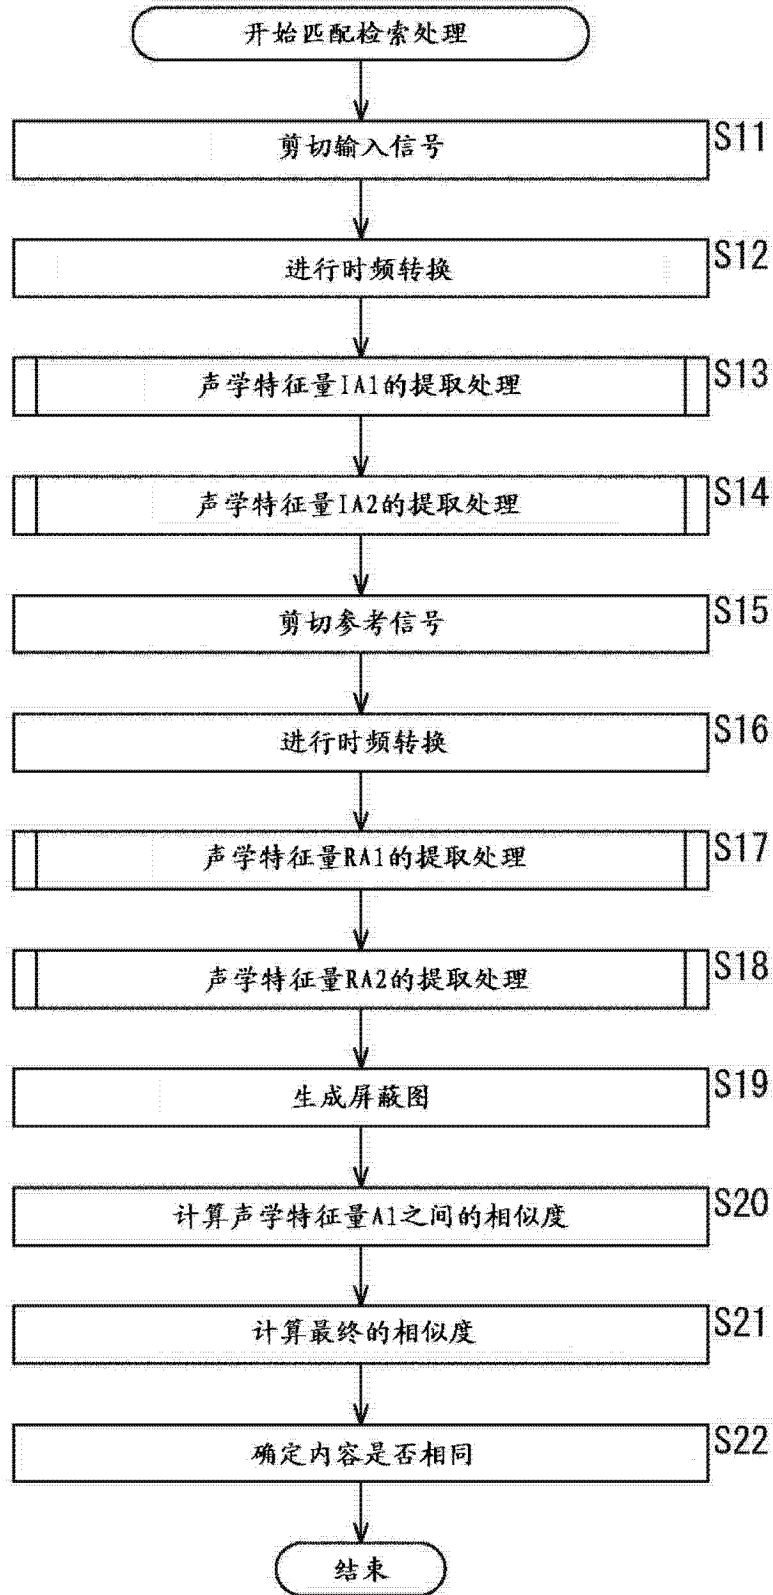 开始匹配检索处理
S11
剪切输入信号
S12
进行时频转换
S13
声学特征量IA1的提取处理
S14
声学特征量IA2的提取处理
S15
剪切参考信号
S16
进行时频转换
S17
声学特征量RA1的提取处理
S18
声学特征量RA2的提取处理
S19
生成屏蔽图
S20
计算声学特征量A1之间的相似度
S21
计算最终的相似度
S22
确定内容是否相同
结束